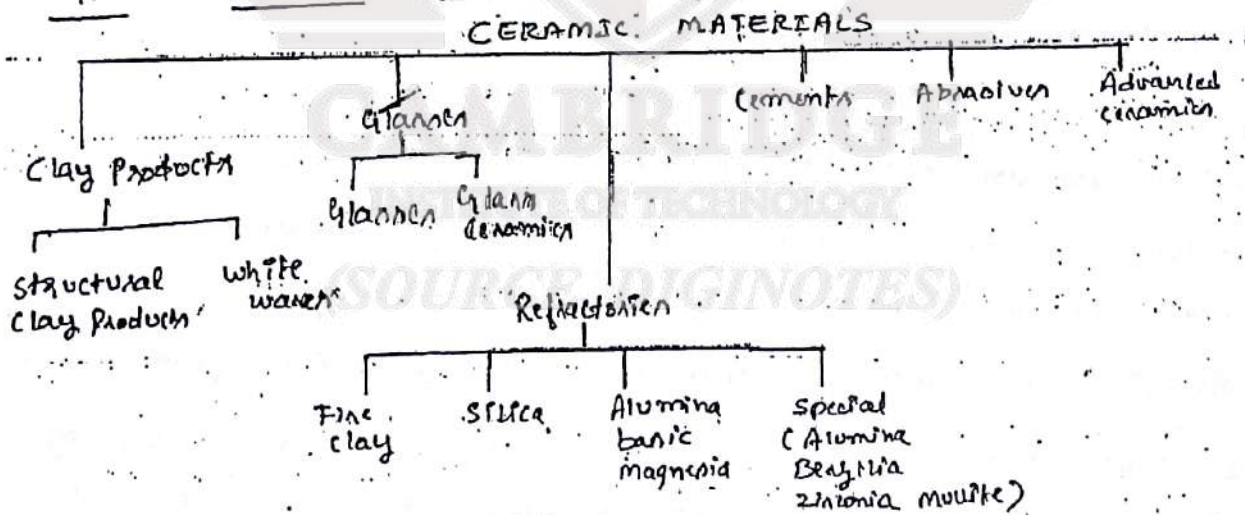 CERAMIC MATERIALS
Clay Products
Glasses
Cements
Abrasives
Advanced
ceramics
Structural
Clay Products
White
wares
Glasses
Glass
ceramics
Refractories
Fire
clay
Silica
Alumina
basic
magnesia
Special
(Alumina
Beryllia
zirconia mullite)
CAMBRIDGE
INSTITUTE OF TECHNOLOGY
(SOURCE DIGINOTES)